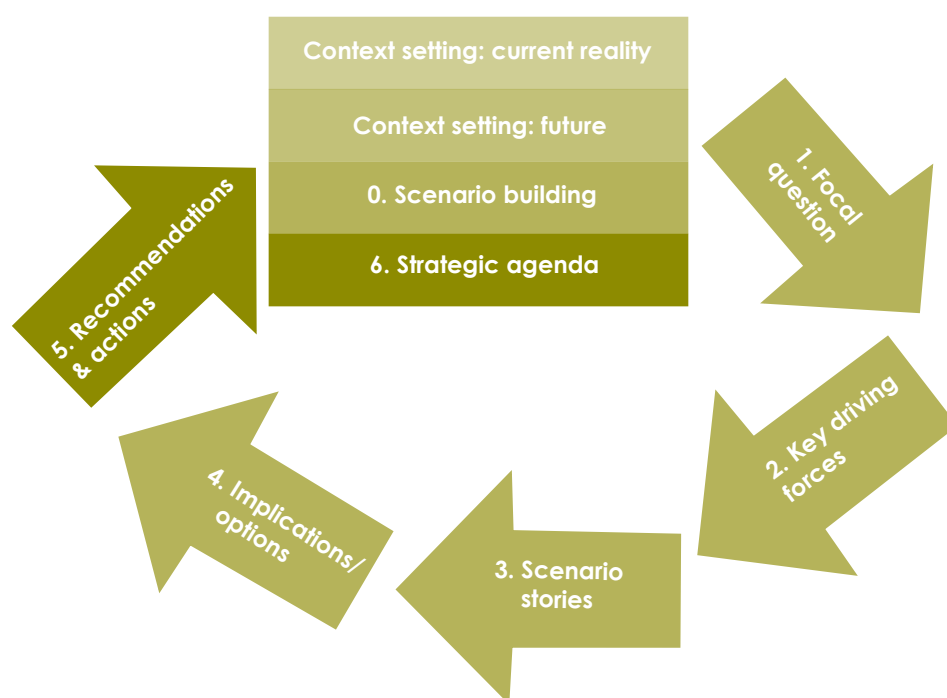 Context setting: current reality
Context setting: future
0. Scenario building
6. Strategic agenda
1. Focal
question
2. Key driving
forces
3. Scenario
stories
4. Implications/
options
5. Recommendations
& actions